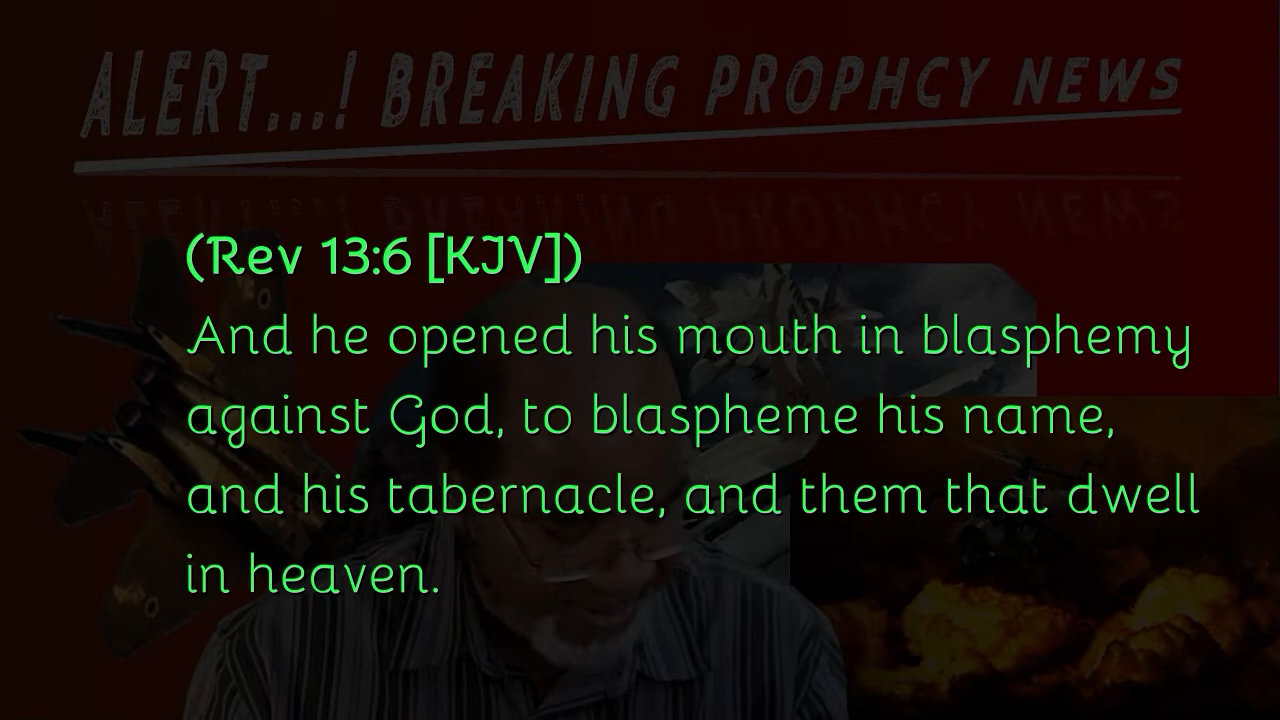 ALERT...! BREAKING PROPHCY NEWS
(Rev 13:6 [KJV])
And he opened his mouth in blasphemy
against God, to blaspheme his name,
and his tabernacle, and them that dwell
in heaven.